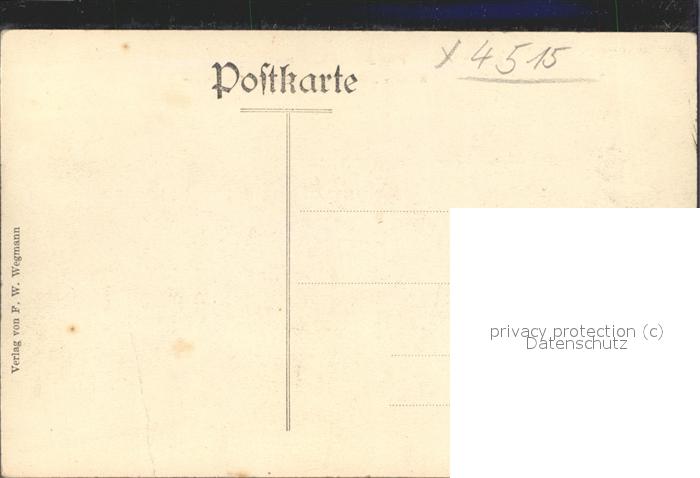 x 4515
Postkarte
Verlag von F. W. Wegmann
privacy protection (c)
Datenschutz